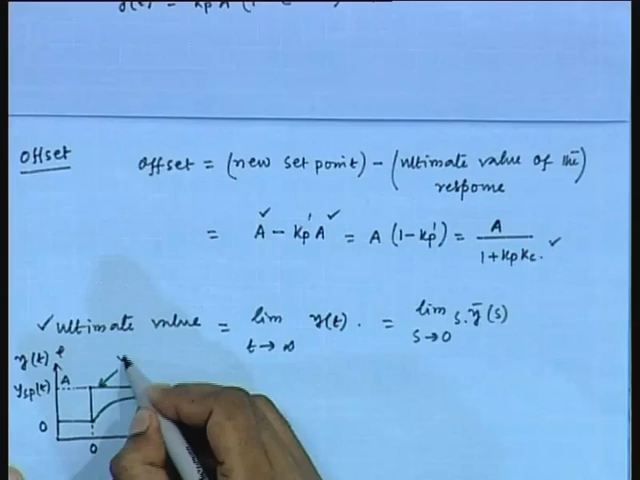 Offset
Offset = (new set point) - (ultimate value of the response)
= A - Kp'A = A (1-Kp') = A / (1+KpKc) .
ultimate value = lim t→∞ y(t). = lim s→0 s.ȳ(s)
y(t) &
ysp(t) A
0
0